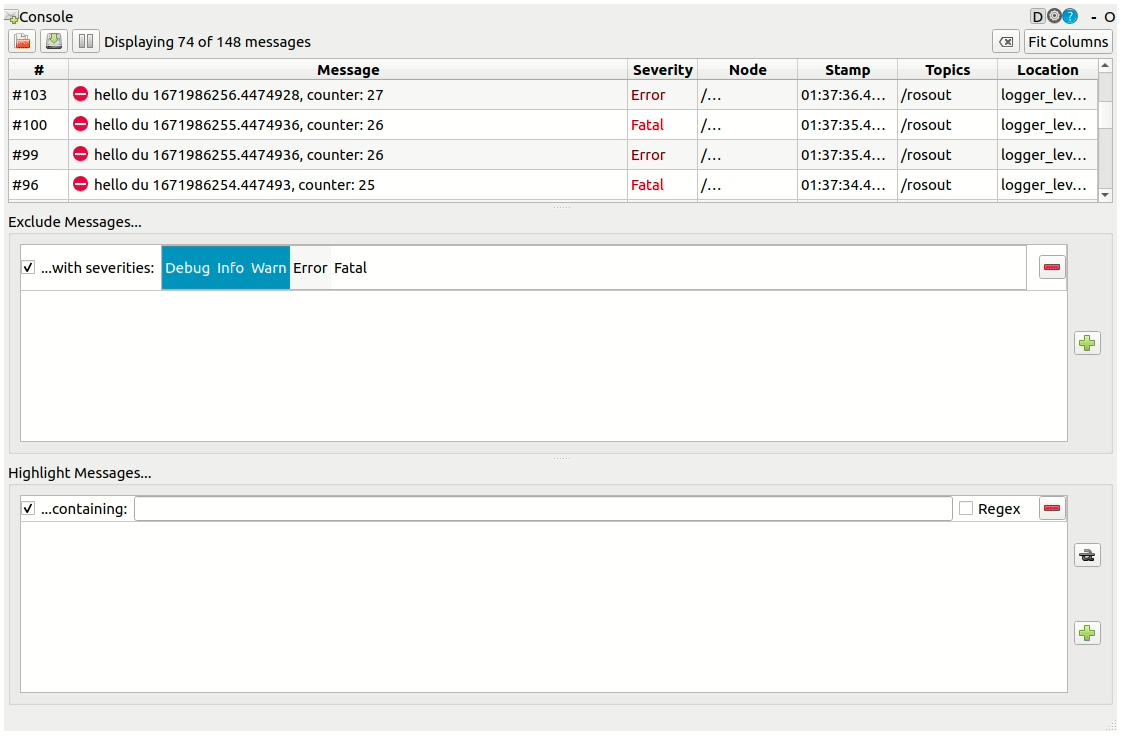 Console D ? - O
Displaying 74 of 148 messages Fit Columns
# Message Severity Node Stamp Topics Location
#103 hello du 1671986256.4474928, counter: 27 Error /... 01:37:36.4... /rosout logger_lev...
#100 hello du 1671986255.4474936, counter: 26 Fatal /... 01:37:35.4... /rosout logger_lev...
#99 hello du 1671986255.4474936, counter: 26 Error /... 01:37:35.4... /rosout logger_lev...
#96 hello du 1671986254.447493, counter: 25 Fatal /... 01:37:34.4... /rosout logger_lev...
Exclude Messages...
...with severities: Debug Info Warn Error Fatal
Highlight Messages...
...containing: Regex